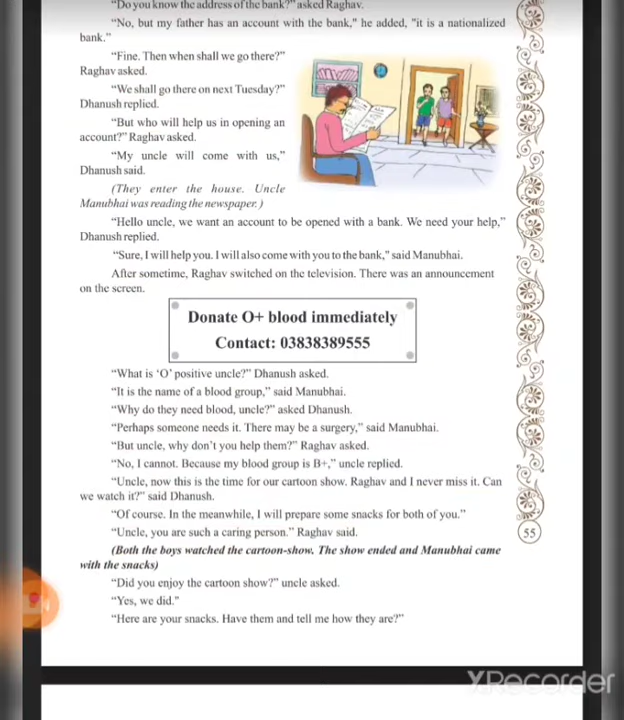 "Do you know the address of the bank?" asked Raghav.
"No, but my father has an account with the bank," he added, "it is a nationalized
bank."
"Fine. Then when shall we go there?"
Raghav asked.
"We shall go there on next Tuesday?"
Dhanush replied.
"But who will help us in opening an
account?" Raghav asked.
"My uncle will come with us,"
Dhanush said.
(They enter the house. Uncle
Manubhai was reading the newspaper.)
"Hello uncle, we want an account to be opened with a bank. We need your help,"
Dhanush replied.
"Sure, I will help you. I will also come with you to the bank," said Manubhai.
After sometime, Raghav switched on the television. There was an announcement
on the screen.
Donate O+ blood immediately
Contact: 03838389555
"What is 'O' positive uncle?" Dhanush asked.
"It is the name of a blood group," said Manubhai.
"Why do they need blood, uncle?" asked Dhanush.
"Perhaps someone needs it. There may be a surgery," said Manubhai.
"But uncle, why don't you help them?" Raghav asked.
"No, I cannot. Because my blood group is B+," uncle replied.
"Uncle, now this is the time for our cartoon show. Raghav and I never miss it. Can
we watch it?" said Dhanush.
"Of course. In the meanwhile, I will prepare some snacks for both of you."
"Uncle, you are such a caring person." Raghav said.
55
(Both the boys watched the cartoon-show. The show ended and Manubhai came
with the snacks)
"Did you enjoy the cartoon show?" uncle asked.
"Yes, we did."
"Here are your snacks. Have them and tell me how they are?"
XRecorder